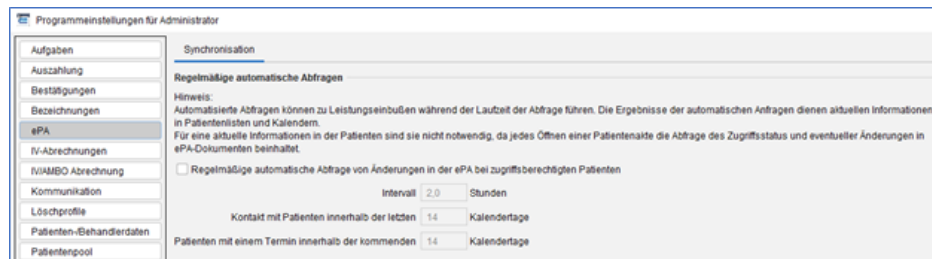 Programmeinstellungen für Administrator
Aufgaben
Auszahlung
Bestätigungen
Bezeichnungen
ePA
IV-Abrechnungen
IV/AMBO Abrechnung
Kommunikation
Löschprofile
Patienten-/Behandlerdaten
Patientenpool
Synchronisation
Regelmäßige automatische Abfragen
Hinweis:
Automatisierte Abfragen können zu Leistungseinbußen während der Laufzeit der Abfrage führen. Die Ergebnisse der automatischen Anfragen dienen aktuellen Informationen
in Patientenlisten und Kalendern.
Für eine aktuelle Informationen in der Patienten sind sie nicht notwendig, da jedes Öffnen einer Patientenakte die Abfrage des Zugriffsstatus und eventueller Änderungen in
ePA-Dokumenten beinhaltet.
Regelmäßige automatische Abfrage von Änderungen in der ePA bei zugriffsberechtigten Patienten
Intervall 2,0 Stunden
Kontakt mit Patienten innerhalb der letzten 14 Kalendertage
Patienten mit einem Termin innerhalb der kommenden 14 Kalendertage